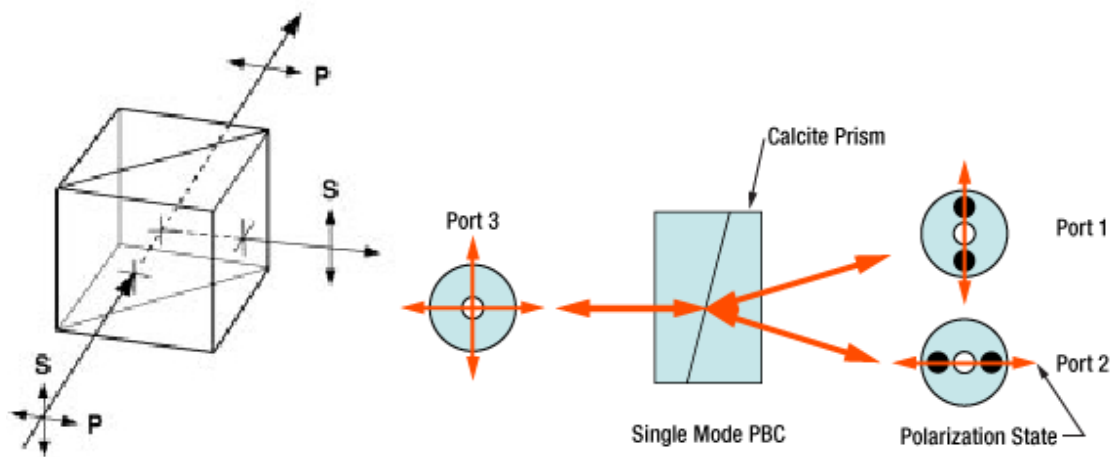 P
S
S
P
Calcite Prism
Port 3
Port 1
Port 2
Single Mode PBC
Polarization State